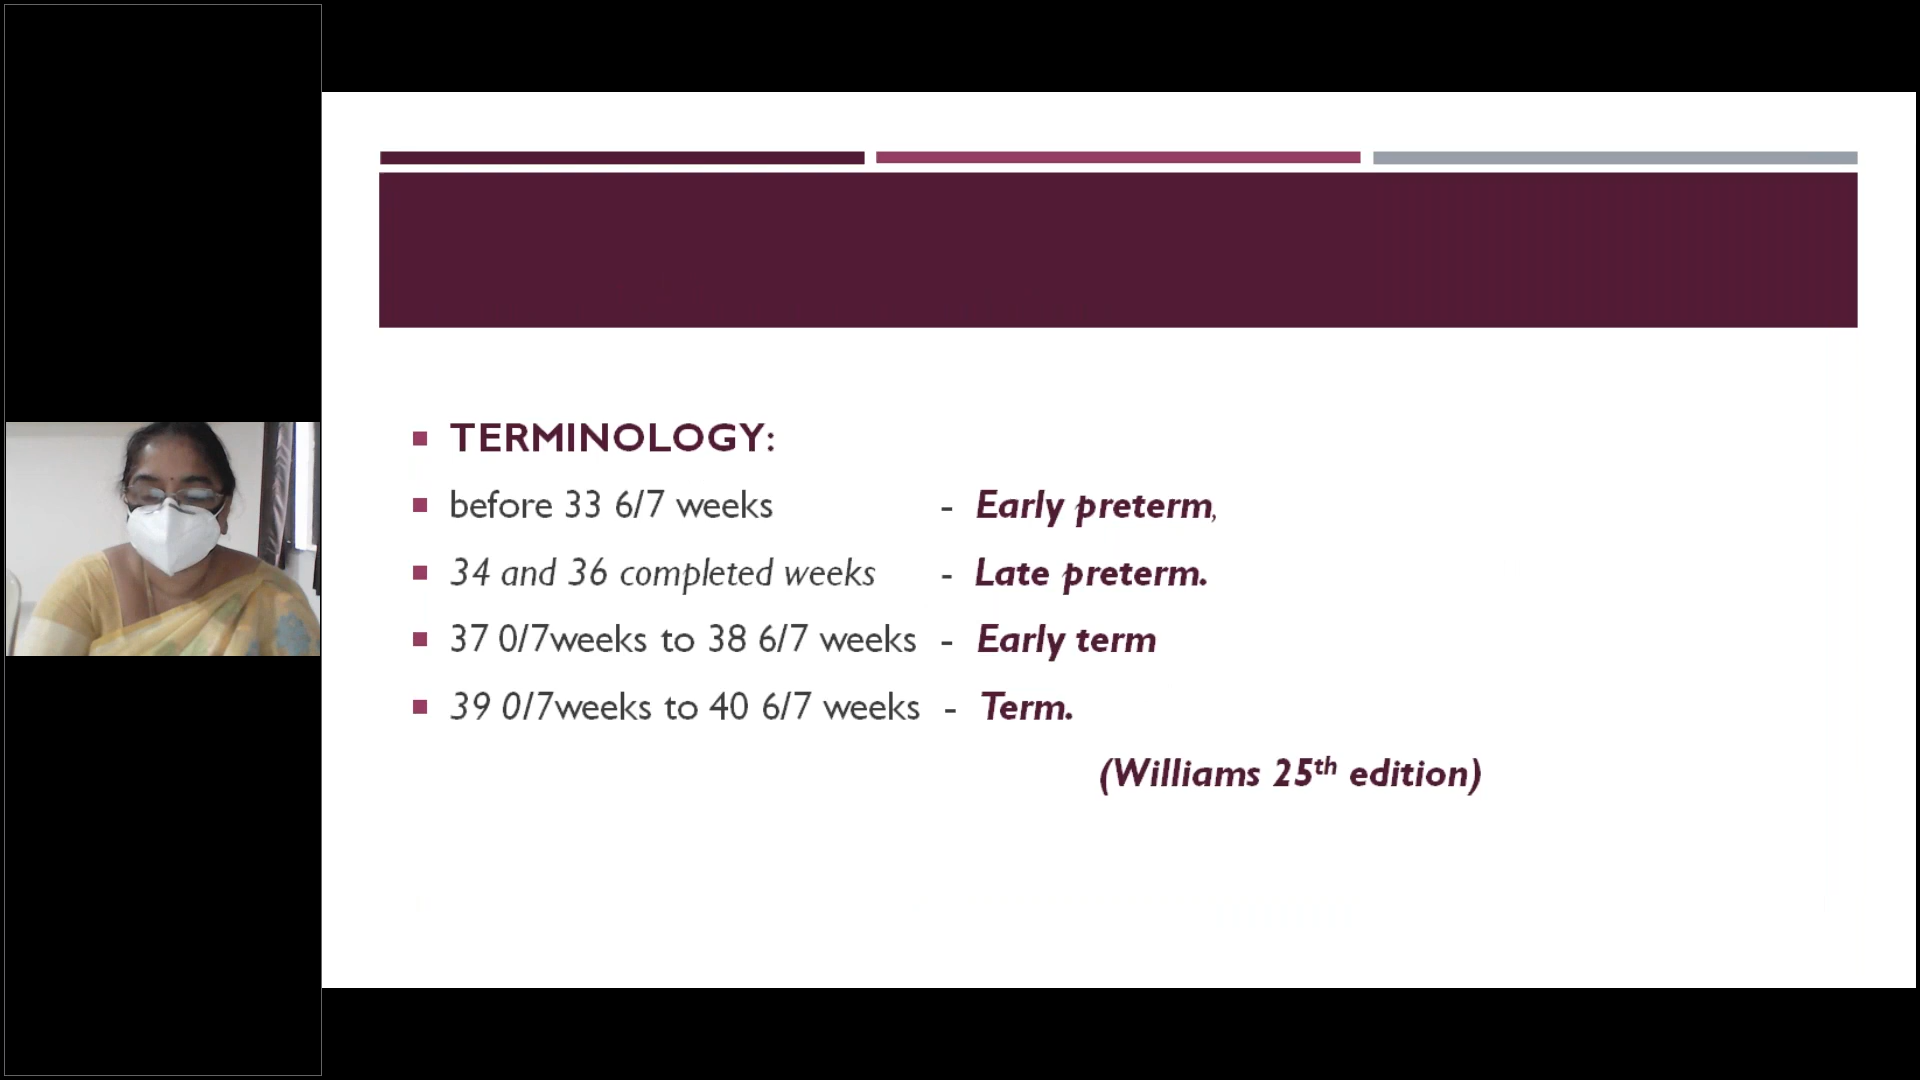 TERMINOLOGY:
before 33 6/7 weeks - Early preterm,
34 and 36 completed weeks - Late preterm.
37 0/7weeks to 38 6/7 weeks - Early term
39 0/7weeks to 40 6/7 weeks - Term.
(Williams 25th edition)